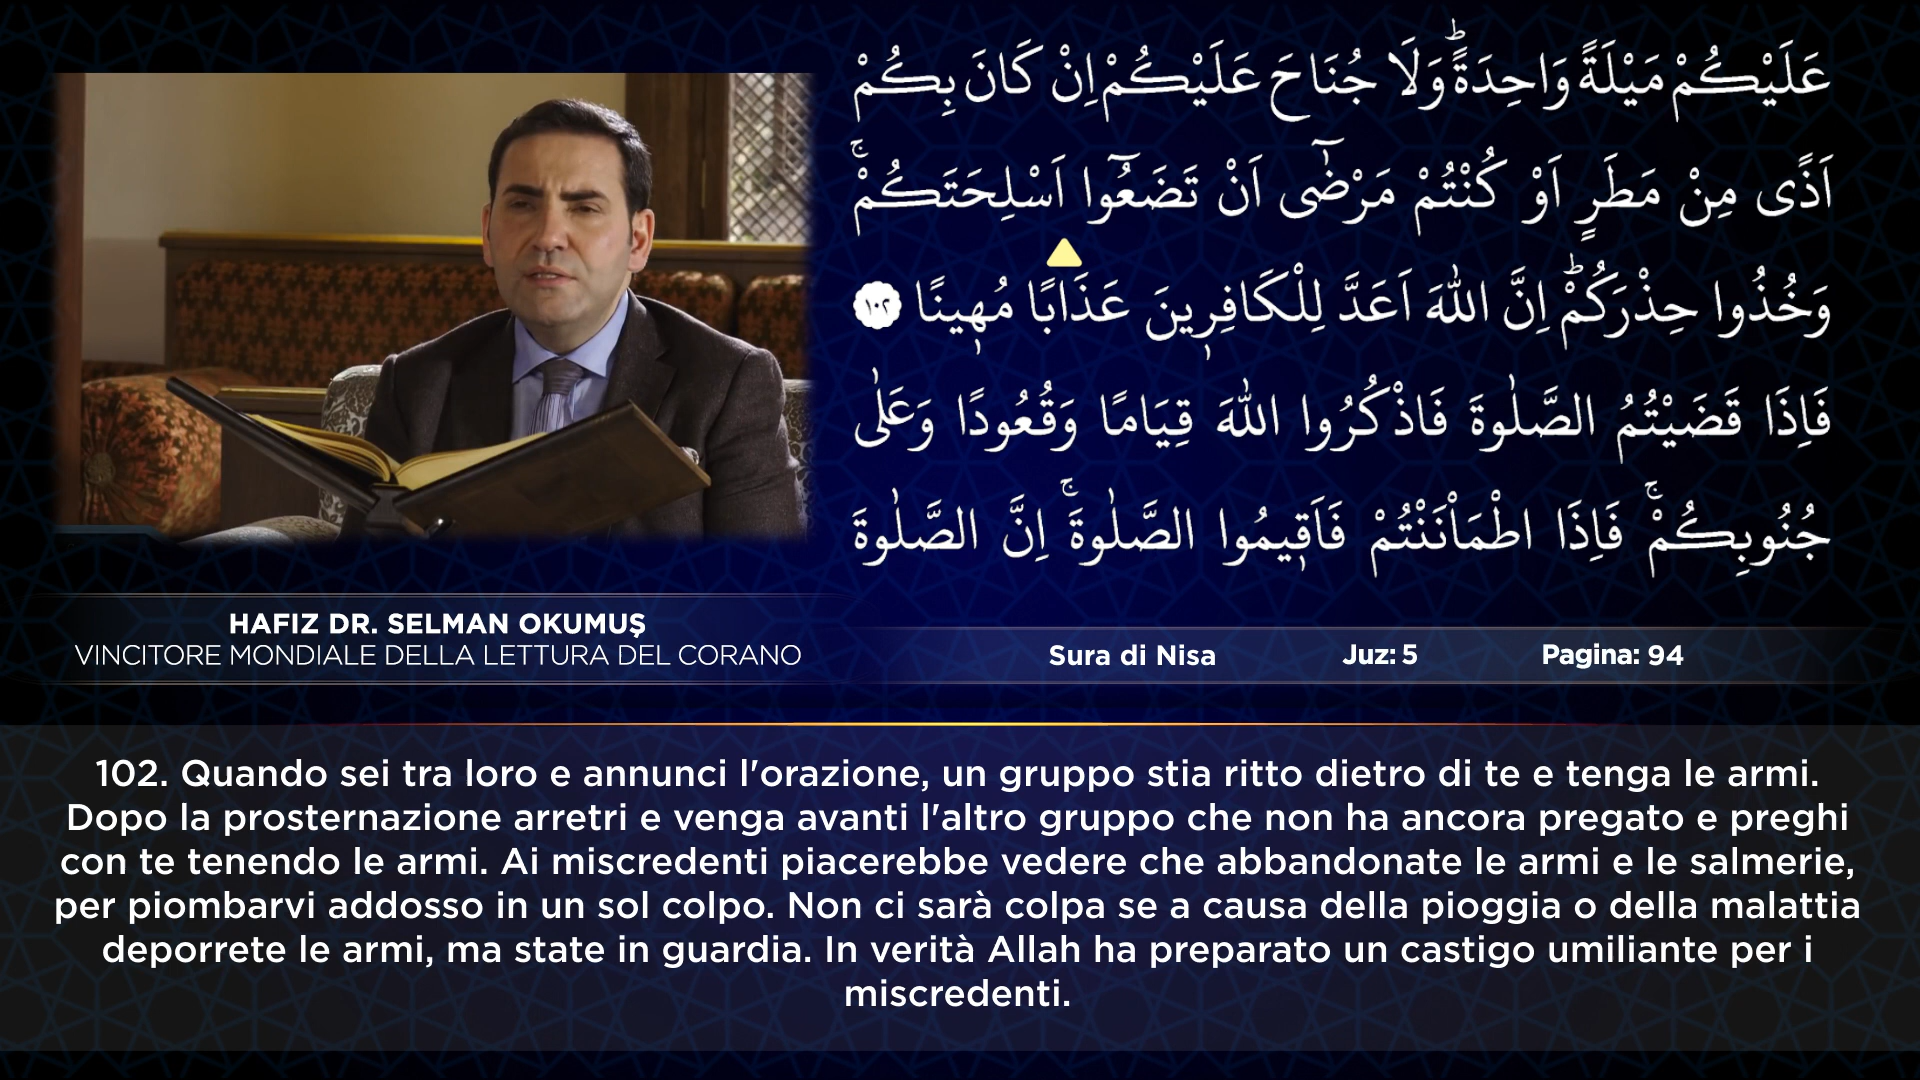 عَلَيْكُمْ مَيْلَةً وَاحِدَةًۜ وَلَا جُنَاحَ عَلَيْكُمْ اِنْ كَانَ بِكُمْ
اَذًى مِنْ مَطَرٍ اَوْ كُنْتُمْ مَرْضٰٓى اَنْ تَضَعُٓوا اَسْلِحَتَكُمْۚ
وَخُذُوا حِذْرَكُمْۜ اِنَّ اللّٰهَ اَعَدَّ لِلْكَافِر۪ينَ عَذَابًا مُه۪ينًا ١٠٢
فَاِذَا قَضَيْتُمُ الصَّلٰوةَ فَاذْكُرُوا اللّٰهَ قِيَامًا وَقُعُودًا وَعَلٰى
جُنُوبِكُمْۚ فَاِذَا اطْمَاْنَنْتُمْ فَاَق۪يمُوا الصَّلٰوةَۚ اِنَّ الصَّلٰوةَ
HAFIZ DR. SELMAN OKUMUŞ
VINCITORE MONDIALE DELLA LETTURA DEL CORANO
Sura di Nisa Juz: 5 Pagina: 94
102. Quando sei tra loro e annunci l'orazione, un gruppo stia ritto dietro di te e tenga le armi.
Dopo la prosternazione arretri e venga avanti l'altro gruppo che non ha ancora pregato e preghi
con te tenendo le armi. Ai miscredenti piacerebbe vedere che abbandonate le armi e le salmerie,
per piombarvi addosso in un sol colpo. Non ci sarà colpa se a causa della pioggia o della malattia
deporrete le armi, ma state in guardia. In verità Allah ha preparato un castigo umiliante per i
miscredenti.